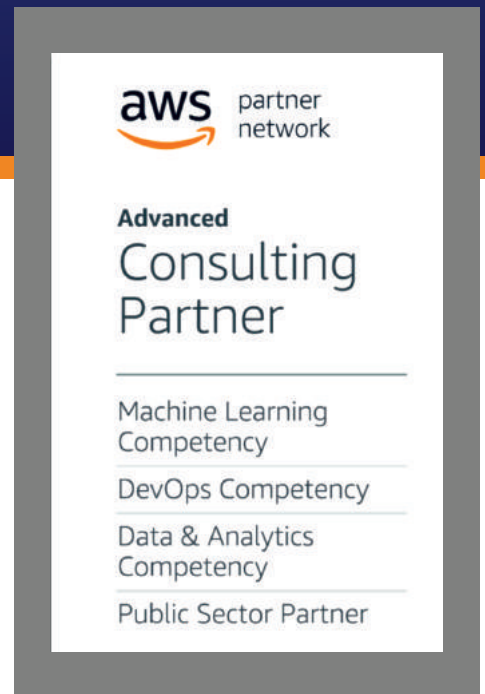 aws
partner
network
Advanced
Consulting
Partner
Machine Learning
Competency
DevOps Competency
Data & Analytics
Competency
Public Sector Partner